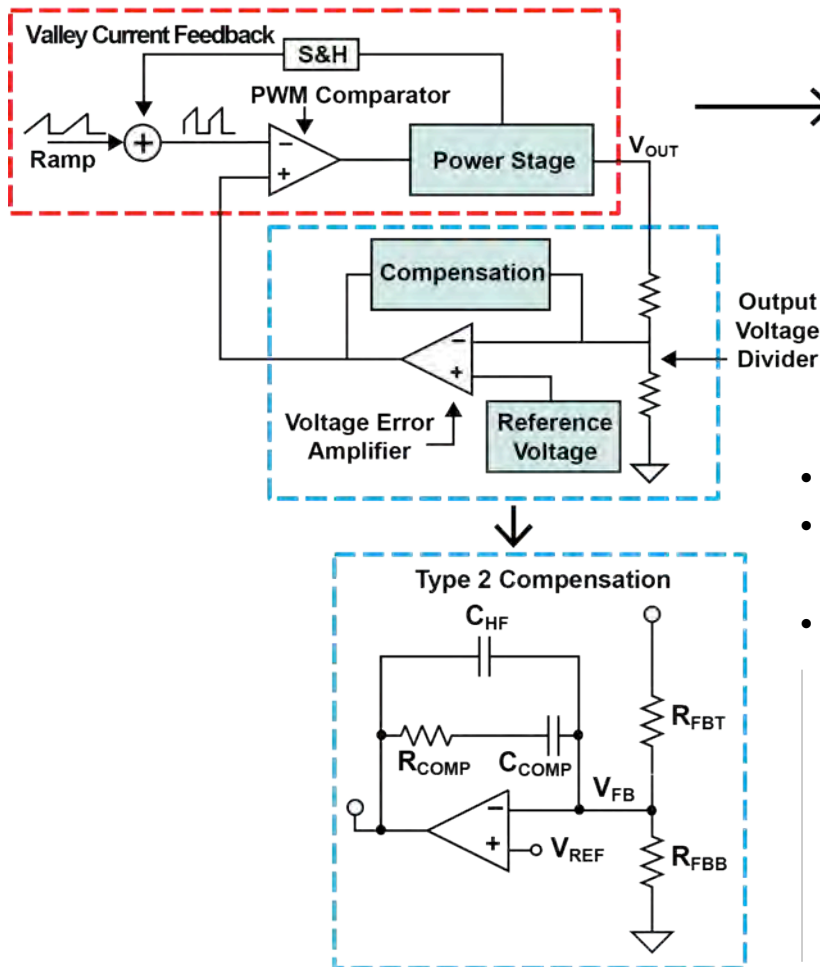 Valley Current Feedback
S&H
PWM Comparator
Ramp
+
−
+
Power Stage
VOUT
Compensation
−
+
Voltage Error
Amplifier
Reference
Voltage
Output
Voltage
Divider
•
•
•
Type 2 Compensation
CHF
RCOMP
CCOMP
RFBT
VFB
−
+
VREF
RFBB